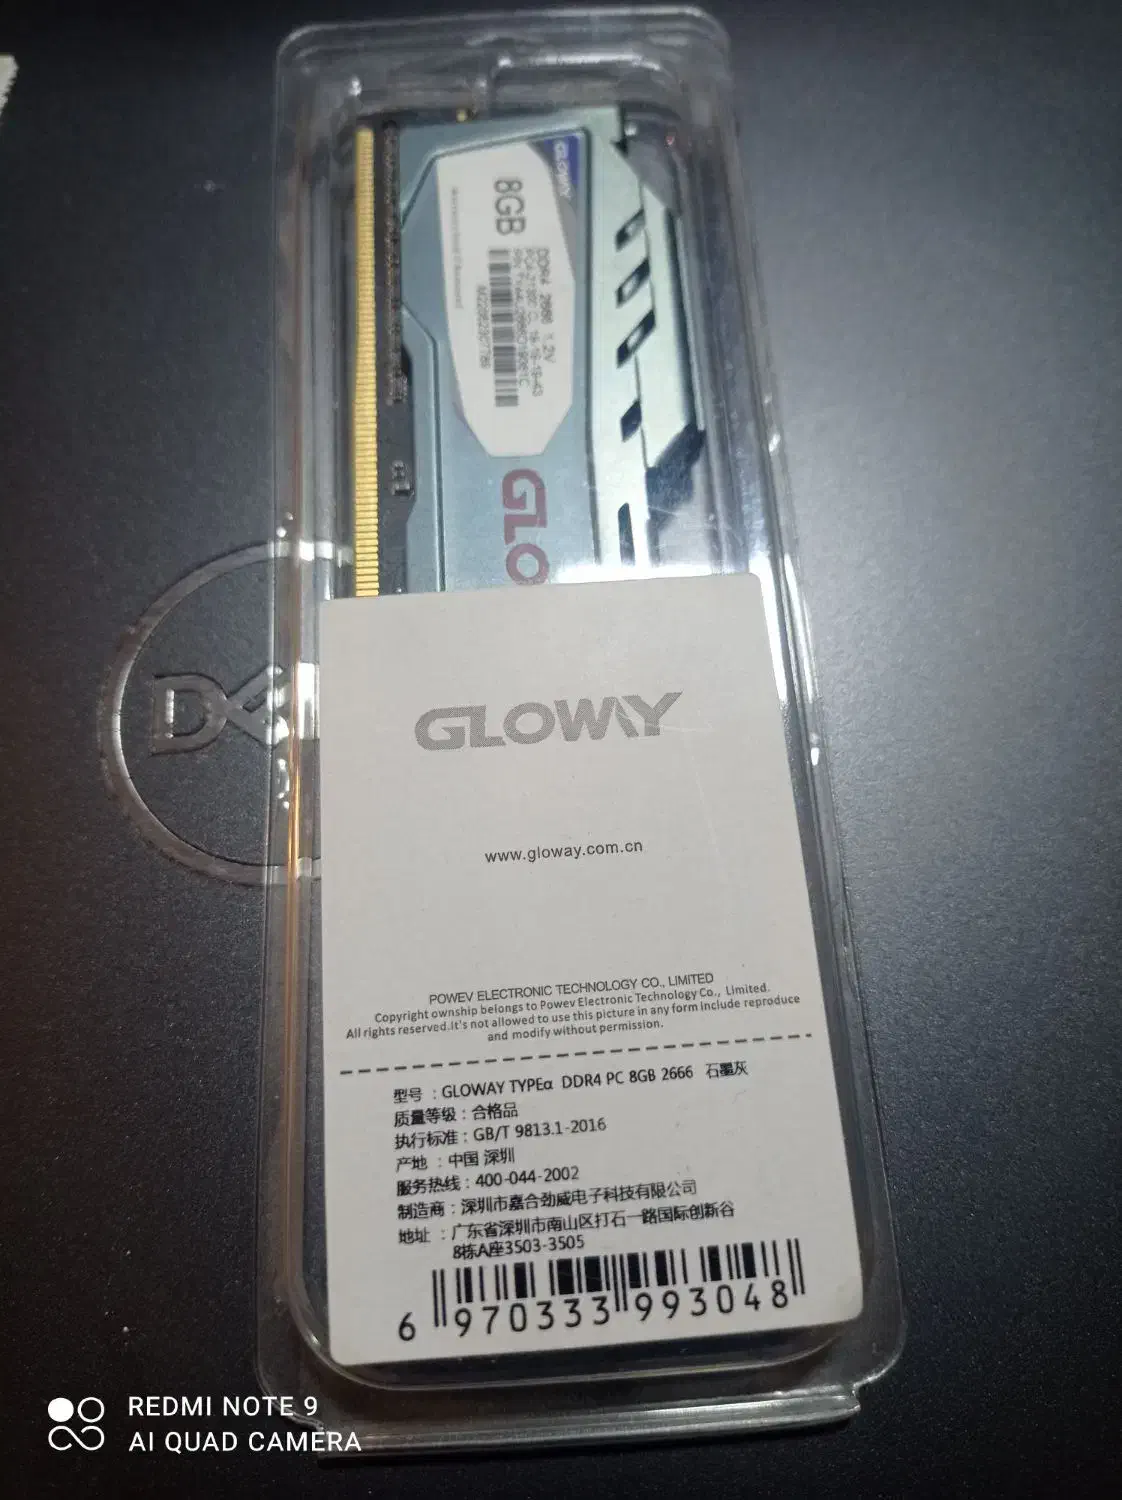 GLOWAY
8GB
DDR4 2666 1.2V
GLO
GLOWAY
www.gloway.com.cn
POWEV ELECTRONIC TECHNOLOGY CO., LIMITED
Copyright ownship belongs to Powev Electronic Technology Co., Limited.
All rights reserved.It's not allowed to use this picture in any form include reproduce
and modify without permission.
型号：GLOWAY TYPEα DDR4 PC 8GB 2666 石墨灰
质量等级：合格品
执行标准：GB/T 9813.1-2016
产地：中国 深圳
服务热线：400-044-2002
制造商：深圳市嘉合劲威电子科技有限公司
地址：广东省深圳市南山区打石一路国际创新谷
8栋A座3503-3505
6 970333 993048
REDMI NOTE 9
AI QUAD CAMERA